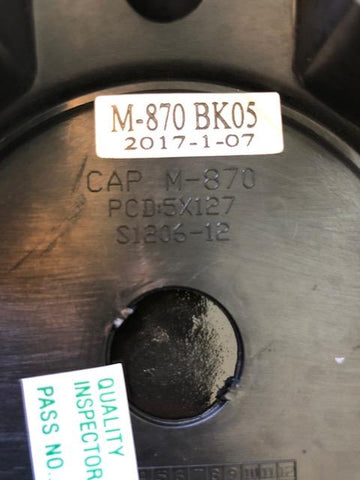 M-870 BK05
2017-1-07
CAP M-870
PCD:5X127
S1206-12
QUALITY
INSPECTOR
PASS NO.